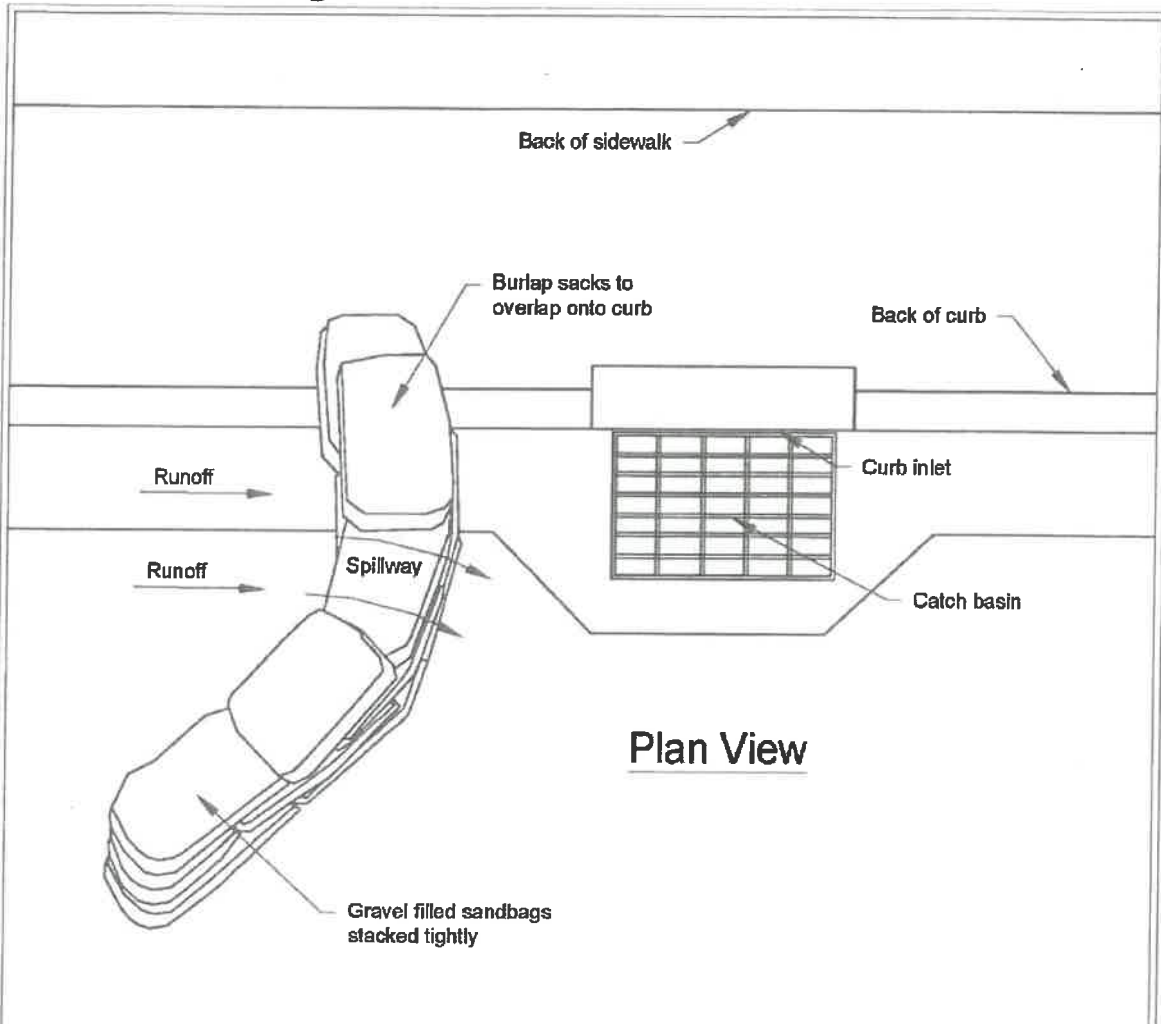 Back of sidewalk
Burlap sacks to
overlap onto curb
Back of curb
Runoff
Curb inlet
Runoff
Spillway
Catch basin
Plan View
Gravel filled sandbags
stacked tightly